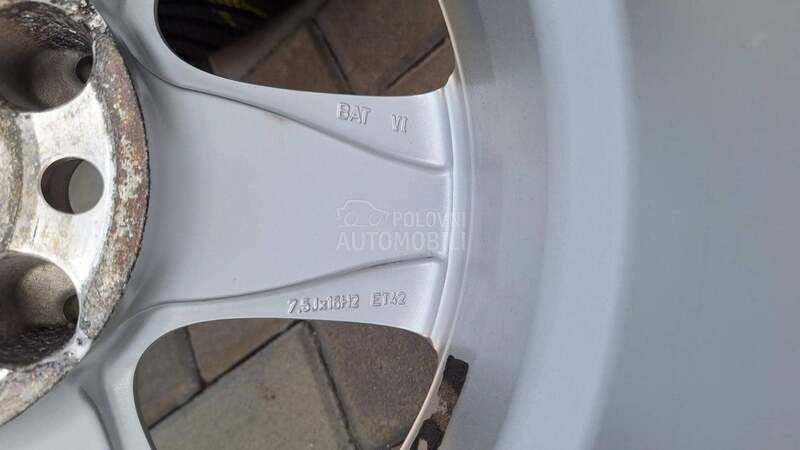 BAT VI
POLOVNI
AUTOMOBILI
7,5Jx16H2 ET42